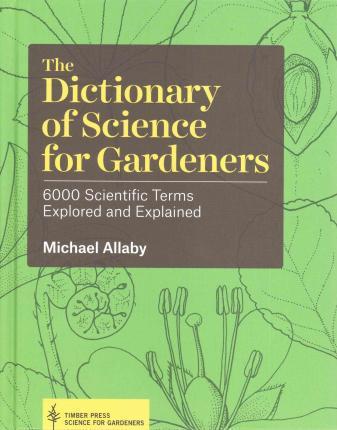 The
Dictionary
of Science
for Gardeners
6000 Scientific Terms
Explored and Explained
Michael Allaby
TIMBER PRESS
SCIENCE FOR GARDENERS